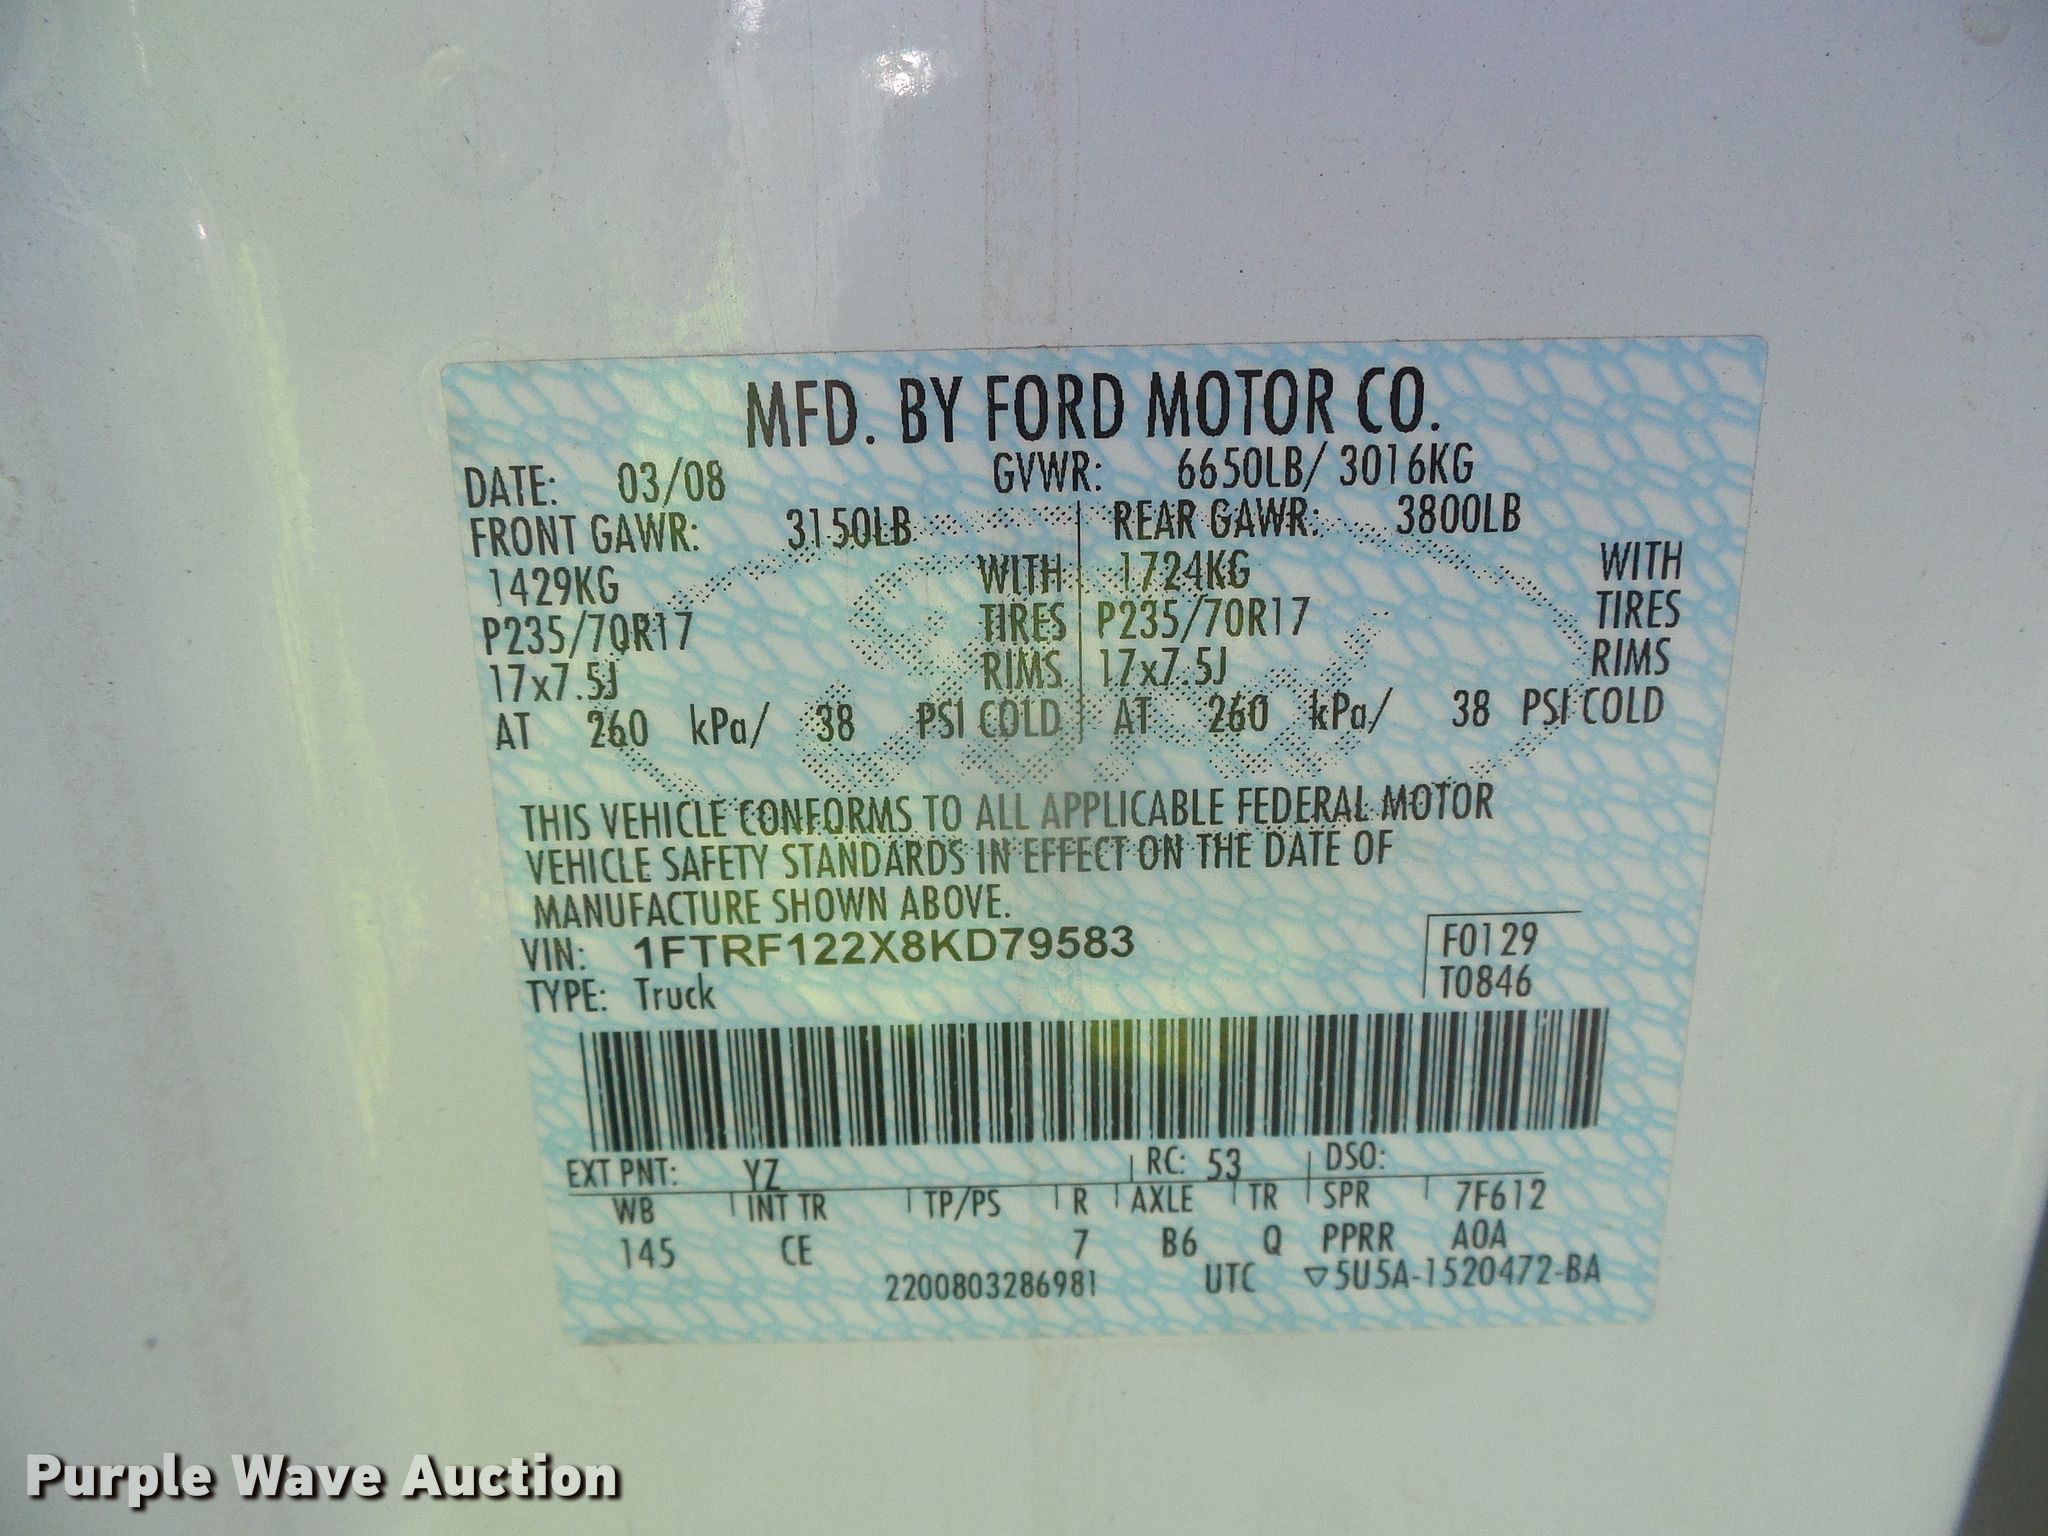 MFD. BY FORD MOTOR CO.
DATE: 03/08 GVWR: 6650LB/ 3016KG
FRONT GAWR: 3150LB REAR GAWR: 3800LB
1429KG WITH 1724KG WITH
P235/70R17 TIRES P235/70R17 TIRES
17x7.5J RIMS 17x7.5J RIMS
AT 260 kPa/ 38 PSI COLD AT 260 kPa/ 38 PSI COLD
THIS VEHICLE CONFORMS TO ALL APPLICABLE FEDERAL MOTOR
VEHICLE SAFETY STANDARDS IN EFFECT ON THE DATE OF
MANUFACTURE SHOWN ABOVE.
VIN: 1FTRF122X8KD79583 F0129
TYPE: Truck T0846
EXT PNT: YZ RC: 53 DSO:
WB INT TR TP/PS R AXLE TR SPR 7F612
145 CE 7 B6 Q PPRR A0A
2200803286981 UTC ▽5U5A-1520472-BA
Purple Wave Auction